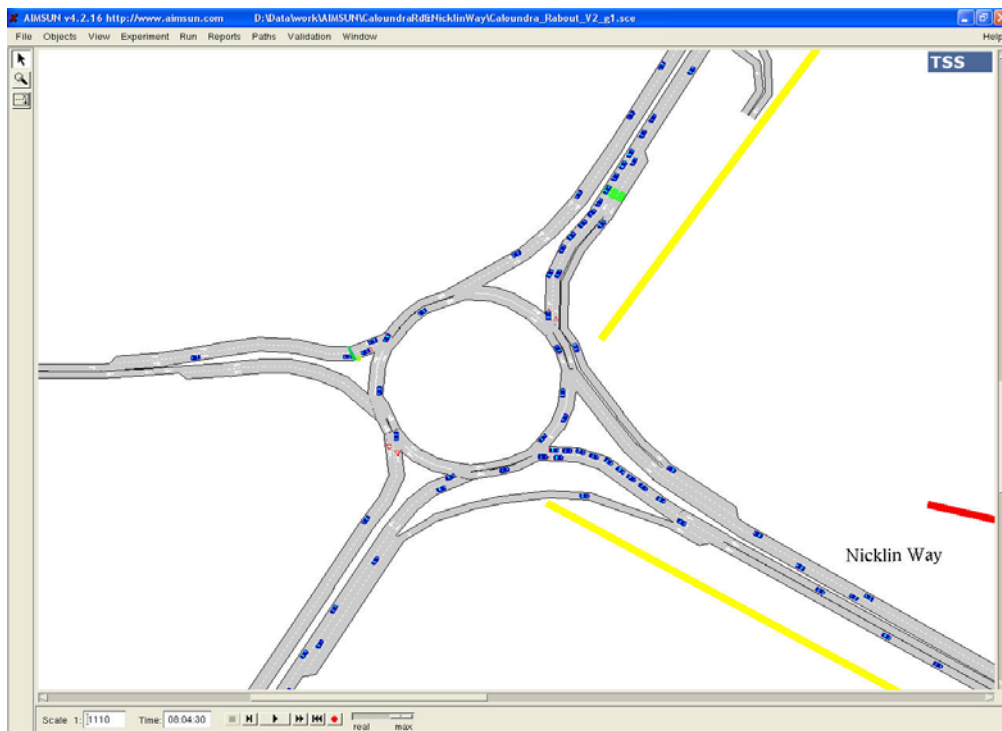 AIMSUN v4.2.16 http://www.aimsun.com D:\Data\work\AIMSUN\CaloundraRd&NicklinWay\Caloundra_Rabout_V2_g1.sce
File Objects View Experiment Run Reports Paths Validation Window Help
TSS
Nicklin Way
Scale 1: 1110 Time: 08:04:30
real max